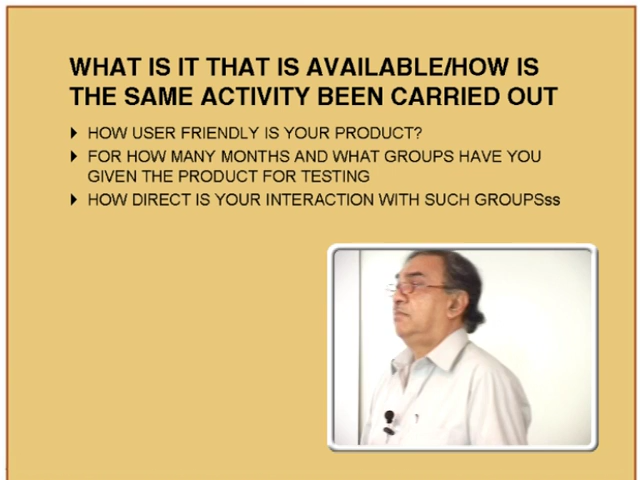 WHAT IS IT THAT IS AVAILABLE/HOW IS
THE SAME ACTIVITY BEEN CARRIED OUT
HOW USER FRIENDLY IS YOUR PRODUCT?
FOR HOW MANY MONTHS AND WHAT GROUPS HAVE YOU
GIVEN THE PRODUCT FOR TESTING
HOW DIRECT IS YOUR INTERACTION WITH SUCH GROUPSss